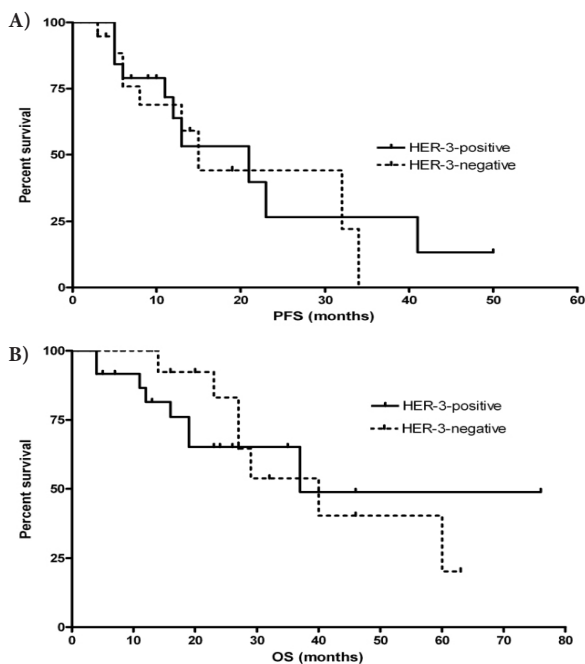 A)
Percent survival
100
75
50
25
0
HER-3-positive
HER-3-negative
0 10 20 30 40 50 60
PFS (months)
B)
Percent survival
100
75
50
25
0
HER-3-positive
HER-3-negative
0 10 20 30 40 50 60 70 80
OS (months)